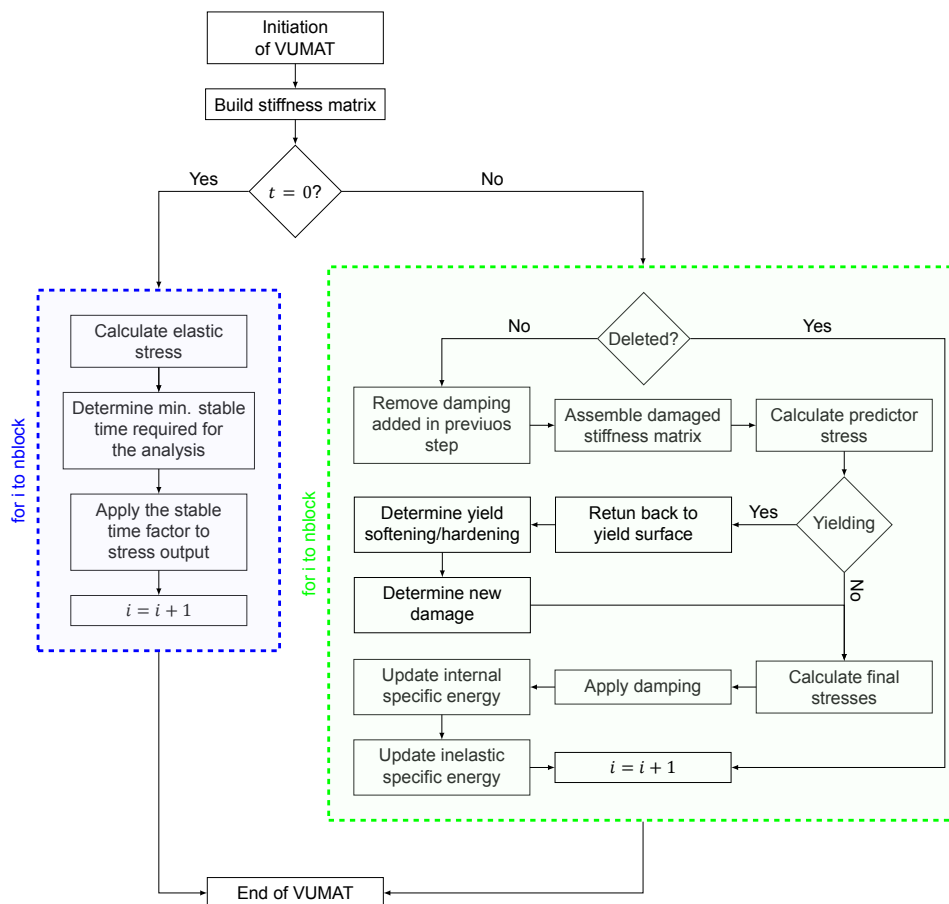 Initiation
of VUMAT
Build stiffness matrix
t = 0?
Yes
No
for i to nblock
Calculate elastic
stress
Determine min. stable
time required for
the analysis
Apply the stable
time factor to
stress output
i = i + 1
for i to nblock
Deleted?
No
Yes
Remove damping
added in previuos
step
Assemble damaged
stiffness matrix
Calculate predictor
stress
Yielding
Yes
No
Retun back to
yield surface
Determine yield
softening/hardening
Determine new
damage
Calculate final
stresses
Apply damping
Update internal
specific energy
Update inelastic
specific energy
i = i + 1
End of VUMAT